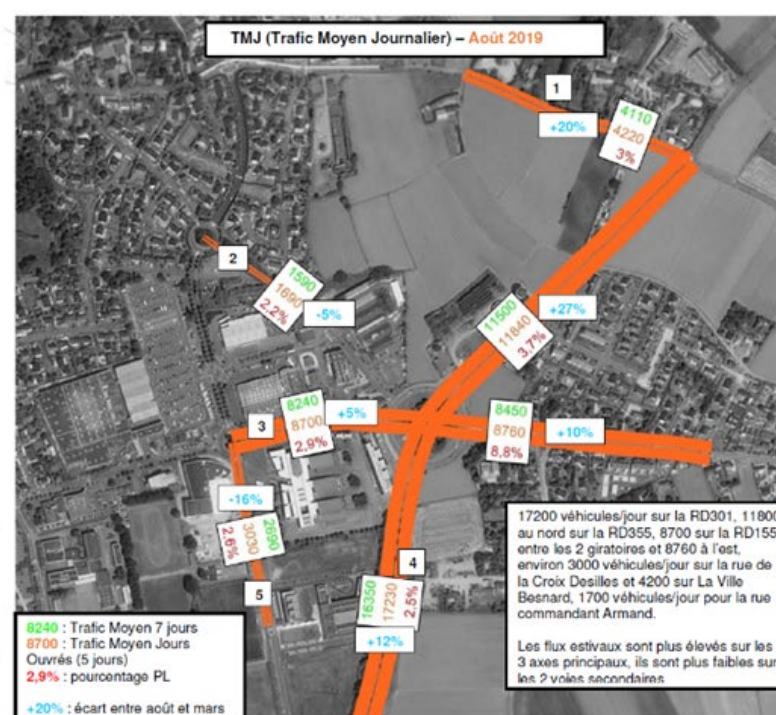 TMJ (Trafic Moyen Journalier) – Août 2019
1
+20%
4110
4220
3%
2
1590
1690
2,2%
-5%
11500
11840
3,7%
+27%
3
8240
8700
2,9%
+5%
8450
8760
8,8%
+10%
-16%
2690
3030
2,6%
5
4
16350
17230
2,5%
+12%
17200 véhicules/jour sur la RD301, 11800
au nord sur la RD355, 8700 sur la RD155
entre les 2 giratoires et 8760 à l'est,
environ 3000 véhicules/jour sur la rue de
la Croix Desilles et 4200 sur La Ville
Besnard, 1700 véhicules/jour pour la rue
commandant Armand.
Les flux estivaux sont plus élevés sur les
3 axes principaux, ils sont plus faibles sur
les 2 voies secondaires
8240 : Trafic Moyen 7 jours
8700 : Trafic Moyen Jours
Ouvrés (5 jours)
2,9% : pourcentage PL
+20% : écart entre août et mars